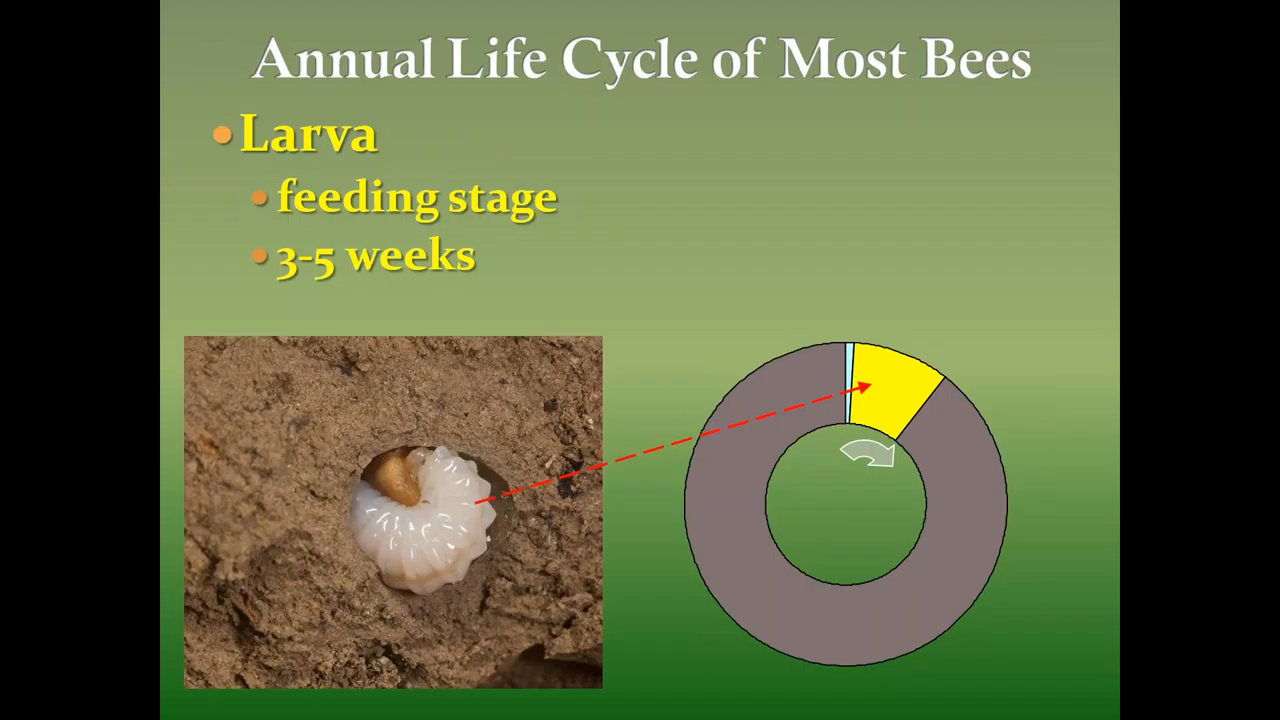 Annual Life Cycle of Most Bees
• Larva
• feeding stage
• 3-5 weeks